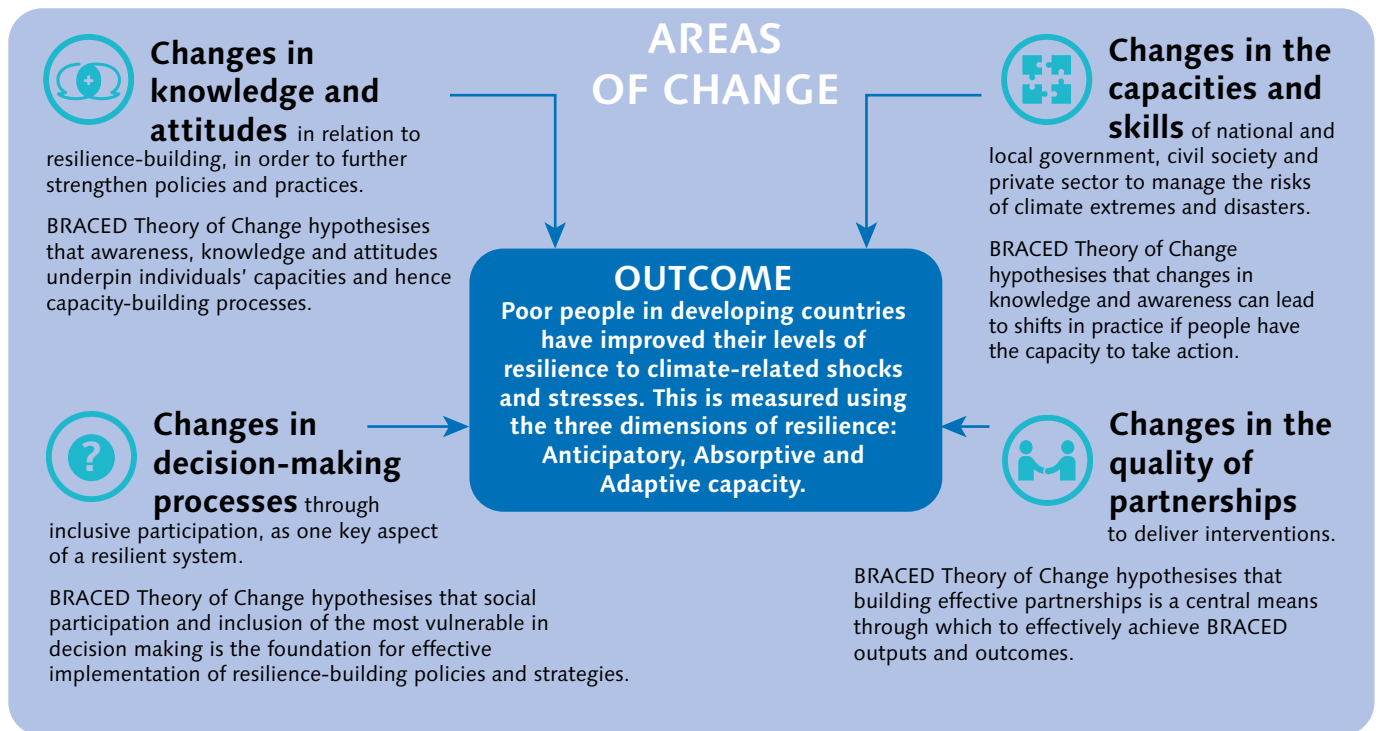 AREAS
OF CHANGE
Changes in
knowledge and
attitudes in relation to
resilience-building, in order to further
strengthen policies and practices.
BRACED Theory of Change hypothesises
that awareness, knowledge and attitudes
underpin individuals’ capacities and hence
capacity-building processes.
Changes in the
capacities and
skills of national and
local government, civil society and
private sector to manage the risks
of climate extremes and disasters.
BRACED Theory of Change
hypothesises that changes in
knowledge and awareness can lead
to shifts in practice if people have
the capacity to take action.
OUTCOME
Poor people in developing countries
have improved their levels of
resilience to climate-related shocks
and stresses. This is measured using
the three dimensions of resilience:
Anticipatory, Absorptive and
Adaptive capacity.
?
Changes in
decision-making
processes through
inclusive participation, as one key aspect
of a resilient system.
BRACED Theory of Change hypothesises that social
participation and inclusion of the most vulnerable in
decision making is the foundation for effective
implementation of resilience-building policies and strategies.
Changes in the
quality of
partnerships
to deliver interventions.
BRACED Theory of Change hypothesises that
building effective partnerships is a central means
through which to effectively achieve BRACED
outputs and outcomes.